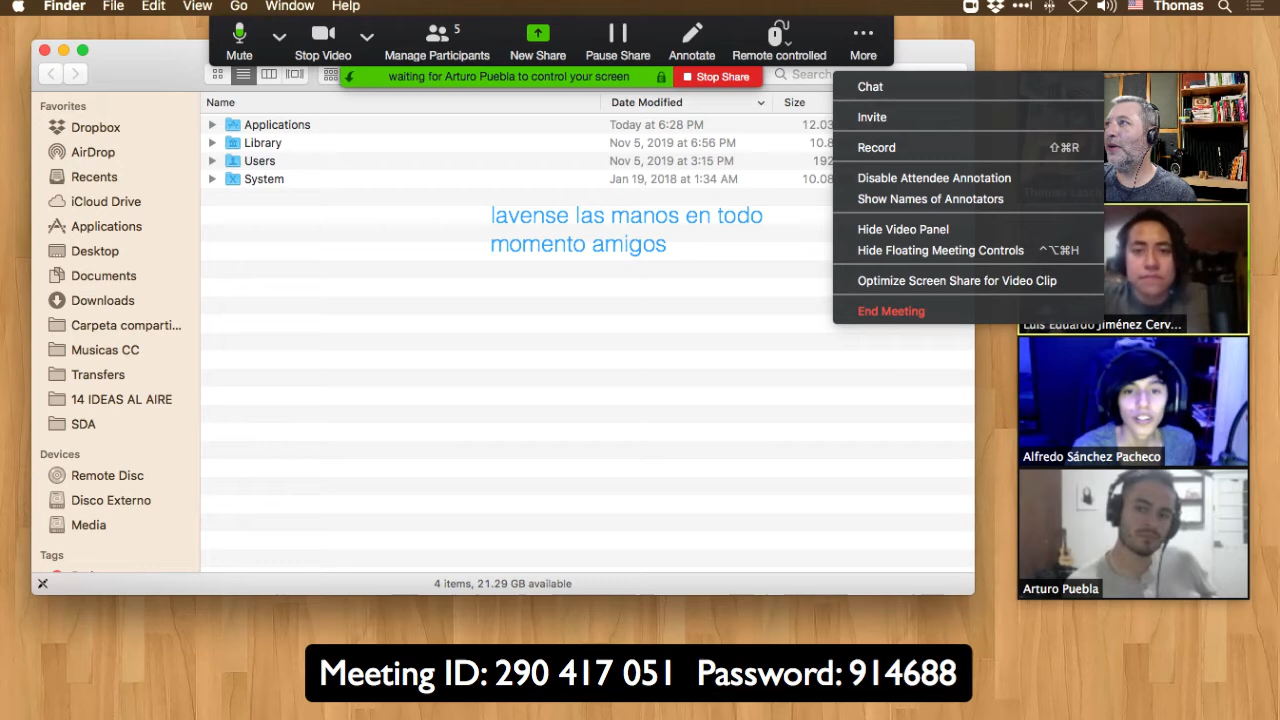 Finder File Edit View Go Window Help Thomas
Mute Stop Video Manage Participants 5 New Share Pause Share Annotate Remote controlled More
waiting for Arturo Puebla to control your screen Stop Share Search
Chat
Invite
Record ⇧⌘R
Disable Attendee Annotation
Show Names of Annotators
Hide Video Panel
Hide Floating Meeting Controls ^⌥⌘H
Optimize Screen Share for Video Clip
End Meeting
Favorites
Dropbox
AirDrop
Recents
iCloud Drive
Applications
Desktop
Documents
Downloads
Carpeta comparti...
Musicas CC
Transfers
14 IDEAS AL AIRE
SDA
Devices
Remote Disc
Disco Externo
Media
Tags
Name Date Modified Size
Applications Today at 6:28 PM 12.03
Library Nov 5, 2019 at 6:56 PM 10.8
Users Nov 5, 2019 at 3:15 PM 192
System Jan 19, 2018 at 1:34 AM 10.08
lavense las manos en todo
momento amigos
4 items, 21.29 GB available
Luis Eduardo Jiménez Cerv...
Alfredo Sánchez Pacheco
Arturo Puebla
Meeting ID: 290 417 051 Password: 914688